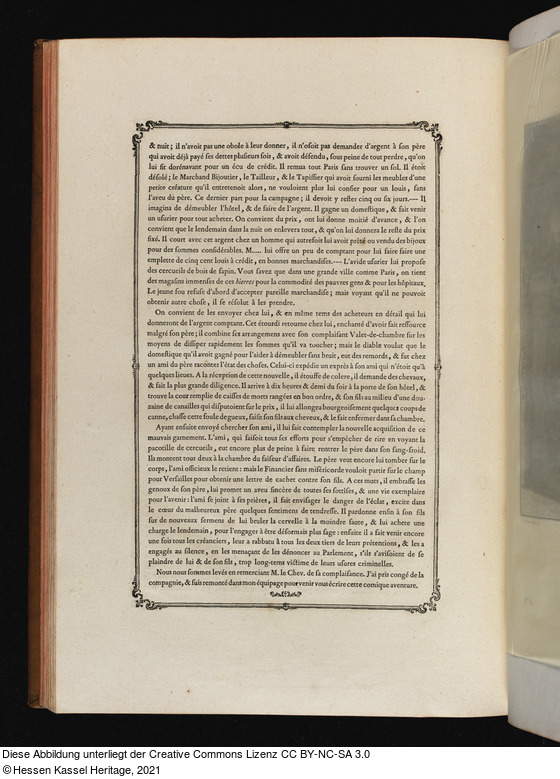 & nuit; il n'avoit pas une obole à leur donner, il n'osoit pas demander d'argent à son père
qui avoit déjà payé ses dettes plusieurs fois, & avoit défendu, sous peine de tout perdre, qu'on
lui fit dorénavant pour un écu de crédit. Il remua tout Paris sans trouver un sol. Il étoit
désolé; le Marchand Bijoutier, le Tailleur, & le Tapissier qui avoit fourni les meubles d'une
petite créature qu'il entretenoit alors, ne vouloient plus lui confier pour un louis, sans
l'aveu du père. Ce dernier part pour la campagne; il devoit y rester cinq ou six jours.--- Il
imagina de démeubler l'hôtel, & de faire de l'argent. Il gagne un domestique, & fait venir
un usurier pour tout acheter. On convient du prix, ont lui donne moitié d'avance, & l'on
convient que le lendemain dans la nuit on enlevera tout, & qu'on lui donnera le reste du prix
fixé. Il court avec cet argent chez un homme qui autrefois lui avoit prêté ou vendu des bijoux
pour des sommes considérables. M..... lui offre un peu de comptant pour lui faire faire une
emplette de cinq cent louis à crédit, en bonnes marchandises.--- L'avide usurier lui propose
des cercueils de bois de sapin. Vous savez que dans une grande ville comme Paris, on tient
des magasins immenses de ces bierres pour la commodité des pauvres gens & pour les hôpitaux.
Le jeune fou refuse d'abord d'accepter pareille marchandise; mais voyant qu'il ne pouvoit
obtenir autre chose, il se résolut à les prendre.
On convient de les envoyer chez lui, & en même tems des acheteurs en détail qui lui
donneront de l'argent comptant. Cet étourdi retourne chez lui, enchanté d'avoir fait ressource
malgré son père; il combine ses arrangemens avec son complaisant Valet-de-chambre sur les
moyens de dissiper rapidement les sommes qu'il va toucher; mais le diable voulut que le
domestique qu'il avoit gagné pour l'aider à démeubler sans bruit, eut des remords, & fut chez
un ami du père raconter l'état des choses. Celui-ci expédie un exprès à son ami qui n'étoit qu'à
quelques lieues. A la réception de cette nouvelle, il étouffe de colere, il demande des chevaux,
& fait la plus grande diligence. Il arrive à dix heures & demi du soir à la porte de son hôtel, &
trouve la cour remplie de caisses de morts rangées en bon ordre, & son fils au milieu d'une dou-
zaine de canailles qui disputoient sur le prix, il lui allongea bourgeoisement quelques coups de
canne, chasse cette foule de gueux, saisit son fils aux cheveux, & le fait enfermer dans sa chambre.
Ayant ensuite envoyé chercher son ami, il lui fait contempler la nouvelle acquisition de ce
mauvais garnement. L'ami, qui faisoit tous ses efforts pour s'empêcher de rire en voyant la
pacotille de cercueils, eut encore plus de peine à faire rentrer le père dans son sang-froid.
Ils montent tous deux à la chambre du faiseur d'affaires. Le père veut encore lui tomber sur le
corps, l'ami officieux le retient: mais le Financier sans miséricorde vouloit partir sur le champ
pour Versailles pour obtenir une lettre de cachet contre son fils. A ces mots, il embrasse les
genoux de son père, lui promet un aveu sincère de toutes ses sottises, & une vie exemplaire
pour l'avenir: l'ami se joint à ses prières, il fait envisager le danger de l'éclat, excite dans
le cœur du malheureux père quelques sentimens de tendresse. Il pardonne enfin à son fils
sur de nouveaux sermens de lui bruler la cervelle à la moindre faute, & lui achete une
charge le lendemain, pour l'engager à être déformais plus sage: ensuite il a fait venir encore
une fois tous les créanciers, leur a rabbatu à tous les deux tiers de leurs prétentions, & les a
engagés au silence, en les menaçant de les dénoncer au Parlement, s'ils s'avisoient de se
plaindre de lui & de son fils, trop long-tems victime de leurs usures criminelles.
Nous nous sommes levés en remerciant M. le Chev. de sa complaisance. J'ai pris congé de la
compagnie, & suis remonté dans mon équipage pour venir vous écrire cette comique aventure.
Diese Abbildung unterliegt der Creative Commons Lizenz CC BY-NC-SA 3.0
©Hessen Kassel Heritage, 2021